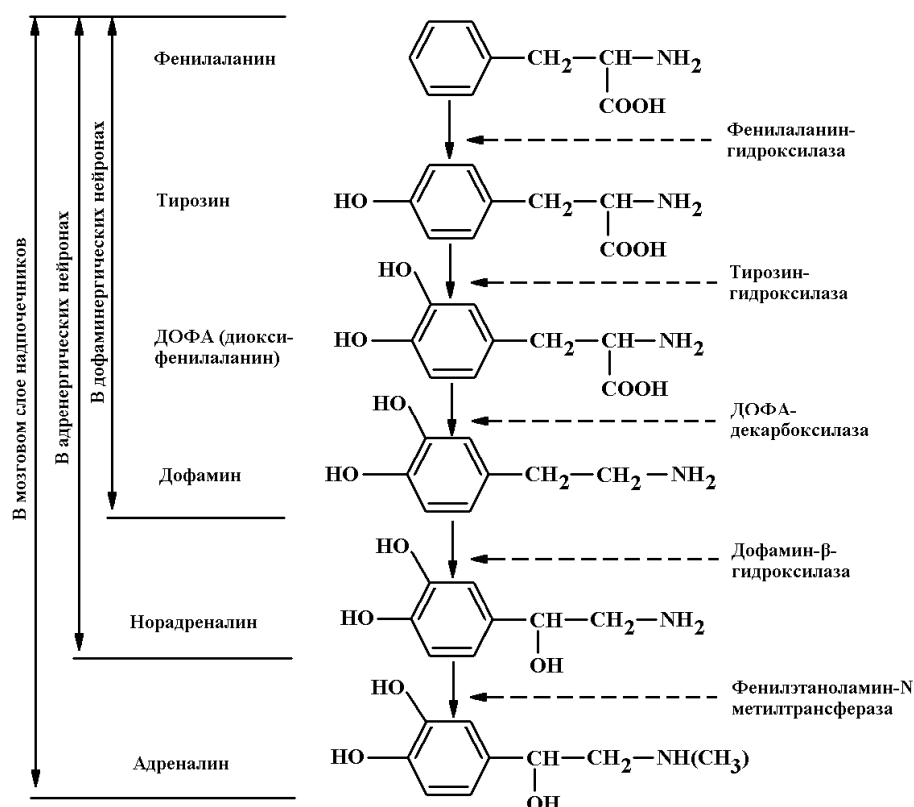 В мозговом слое надпочечников
В адренергических нейронах
В дофаминергических нейронах
Фенилаланин
CH2—CH—NH2
COOH
Фенилаланин-
гидроксилаза
Тирозин
HO
CH2—CH—NH2
COOH
Тирозин-
гидроксилаза
HO
ДОФА (диокси-
фенилаланин)
HO
CH2—CH—NH2
COOH
ДОФА-
декарбоксилаза
HO
Дофамин
HO
CH2—CH2—NH2
Дофамин-β-
гидроксилаза
HO
Норадреналин
HO
CH—CH2—NH2
OH
Фенилэтаноламин-N
метилтрансфераза
HO
Адреналин
HO
CH—CH2—NH(CH3)
OH